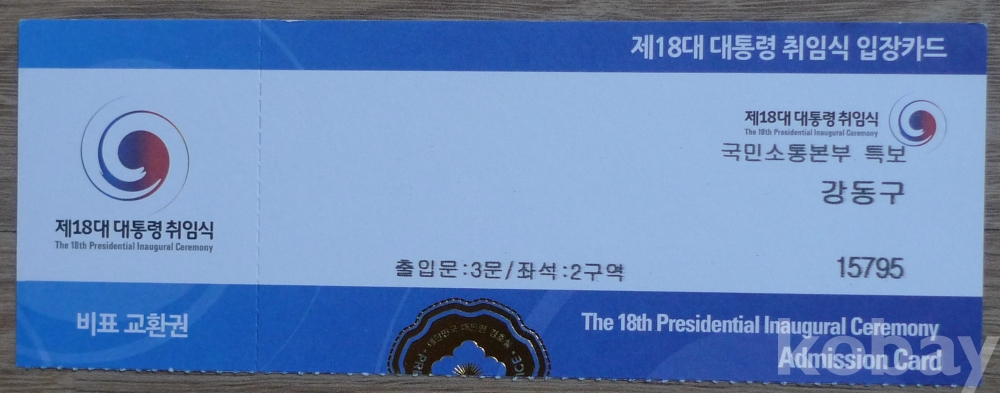 제18대 대통령 취임식 입장카드
제18대 대통령 취임식
The 18th Presidential Inaugural Ceremony
국민소통본부 특보
강동구
제18대 대통령 취임식
The 18th Presidential Inaugural Ceremony
출입문:3문/좌석:2구역
15795
비표 교환권
The 18th Presidential Inaugural Ceremony
Admission Card
kobay